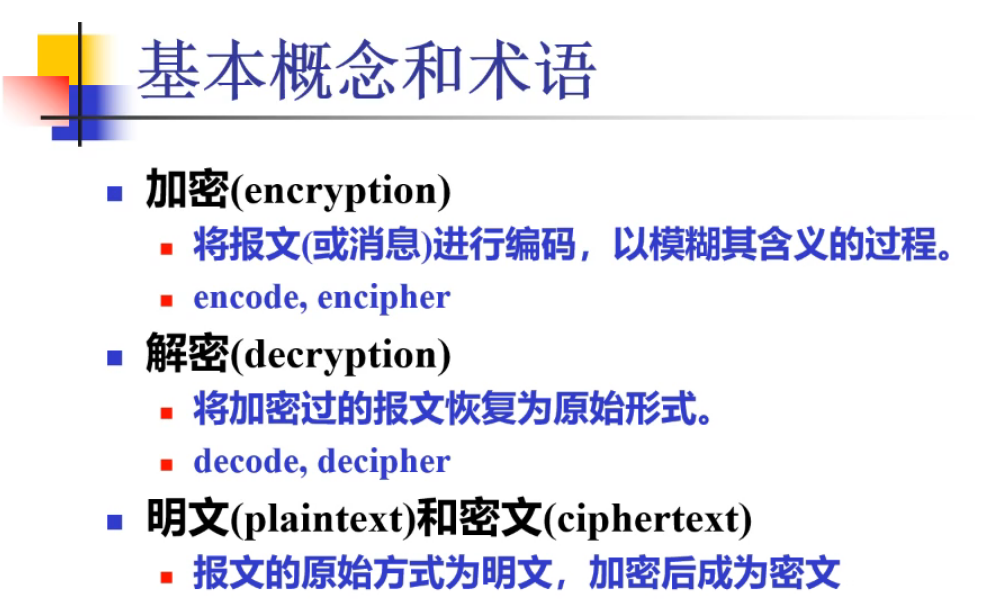 基本概念和术语
加密(encryption)
将报文(或消息)进行编码，以模糊其含义的过程。
encode, encipher
解密(decryption)
将加密过的报文恢复为原始形式。
decode, decipher
明文(plaintext)和密文(ciphertext)
报文的原始方式为明文，加密后成为密文